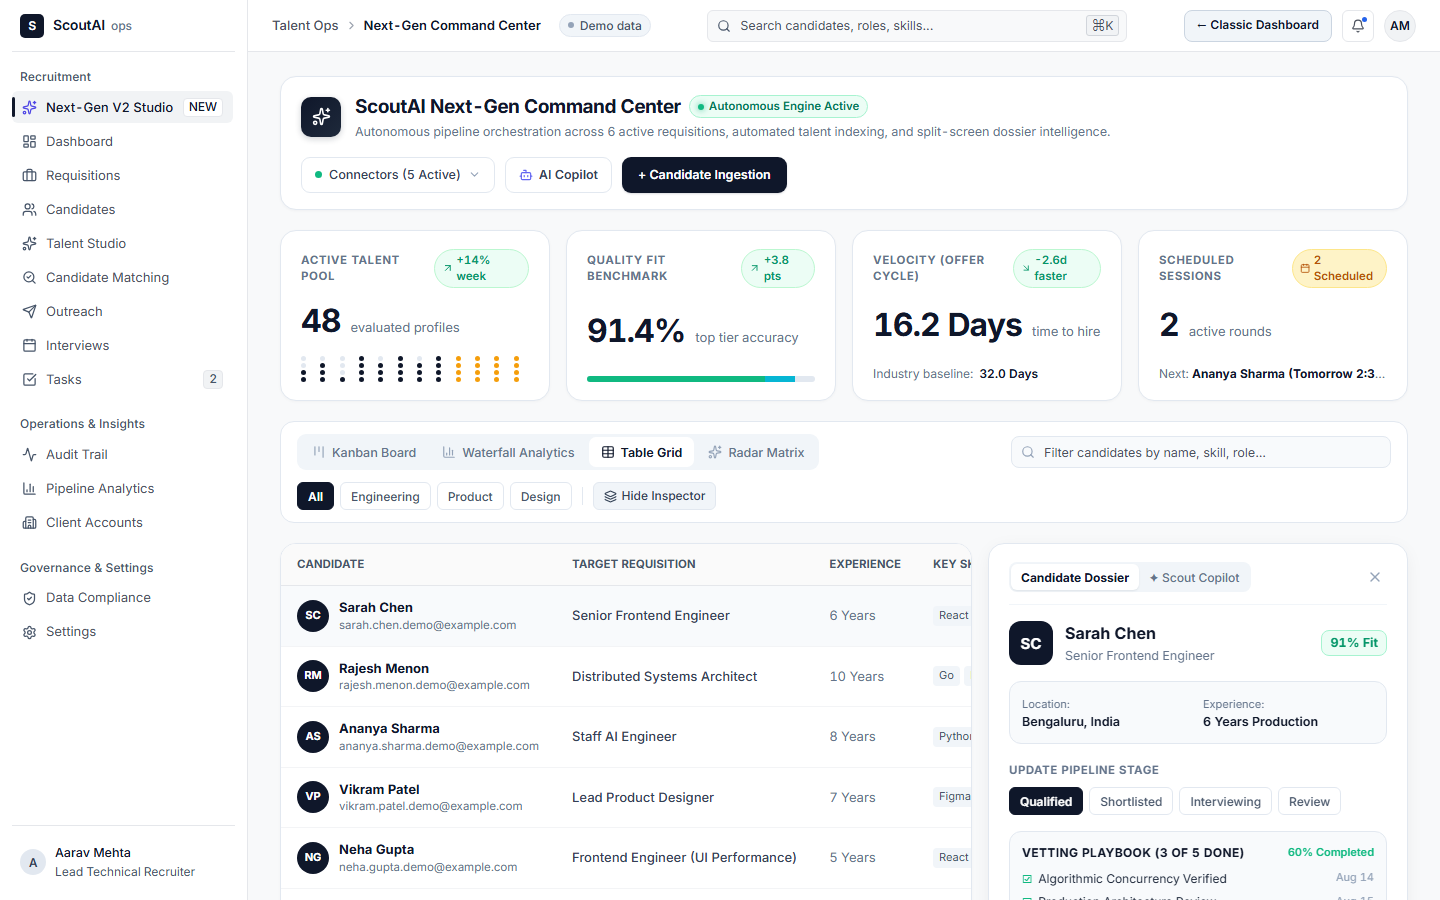 S ScoutAI ops
Talent Ops > Next-Gen Command Center
Demo data
Search candidates, roles, skills...
⌘K
← Classic Dashboard
AM
Recruitment
Next-Gen V2 Studio NEW
Dashboard
Requisitions
Candidates
Talent Studio
Candidate Matching
Outreach
Interviews
Tasks 2
Operations & Insights
Audit Trail
Pipeline Analytics
Client Accounts
Governance & Settings
Data Compliance
Settings
A
Aarav Mehta
Lead Technical Recruiter
ScoutAI Next-Gen Command Center
Autonomous Engine Active
Autonomous pipeline orchestration across 6 active requisitions, automated talent indexing, and split-screen dossier intelligence.
Connectors (5 Active)
AI Copilot
+ Candidate Ingestion
ACTIVE TALENT
POOL
+14%
week
48 evaluated profiles
QUALITY FIT
BENCHMARK
+3.8
pts
91.4% top tier accuracy
VELOCITY (OFFER
CYCLE)
-2.6d
faster
16.2 Days time to hire
Industry baseline: 32.0 Days
SCHEDULED
SESSIONS
2
Scheduled
2 active rounds
Next: Ananya Sharma (Tomorrow 2:3...
Kanban Board
Waterfall Analytics
Table Grid
Radar Matrix
Filter candidates by name, skill, role...
All
Engineering
Product
Design
Hide Inspector
CANDIDATE TARGET REQUISITION EXPERIENCE KEY SK
SC
Sarah Chen
sarah.chen.demo@example.com
Senior Frontend Engineer
6 Years
React
RM
Rajesh Menon
rajesh.menon.demo@example.com
Distributed Systems Architect
10 Years
Go
AS
Ananya Sharma
ananya.sharma.demo@example.com
Staff AI Engineer
8 Years
Python
VP
Vikram Patel
vikram.patel.demo@example.com
Lead Product Designer
7 Years
Figma
NG
Neha Gupta
neha.gupta.demo@example.com
Frontend Engineer (UI Performance)
5 Years
React
Candidate Dossier
✦ Scout Copilot
SC
Sarah Chen
Senior Frontend Engineer
91% Fit
Location:
Bengaluru, India
Experience:
6 Years Production
UPDATE PIPELINE STAGE
Qualified
Shortlisted
Interviewing
Review
VETTING PLAYBOOK (3 OF 5 DONE) 60% Completed
Algorithmic Concurrency Verified Aug 14